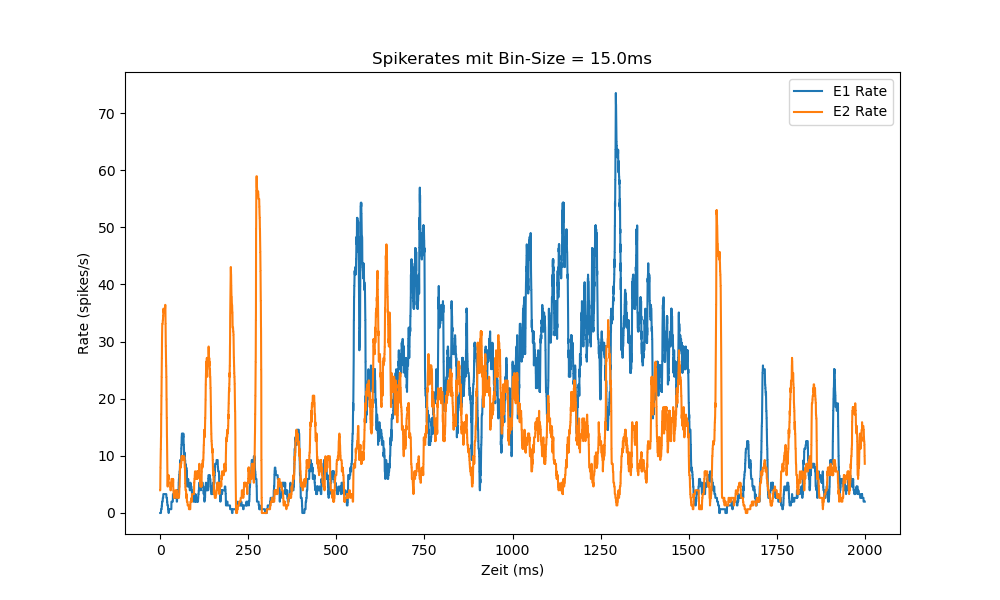 Spikerates mit Bin-Size = 15.0ms
E1 Rate
E2 Rate
Rate (spikes/s)
70
60
50
40
30
20
10
0
0 250 500 750 1000 1250 1500 1750 2000
Zeit (ms)